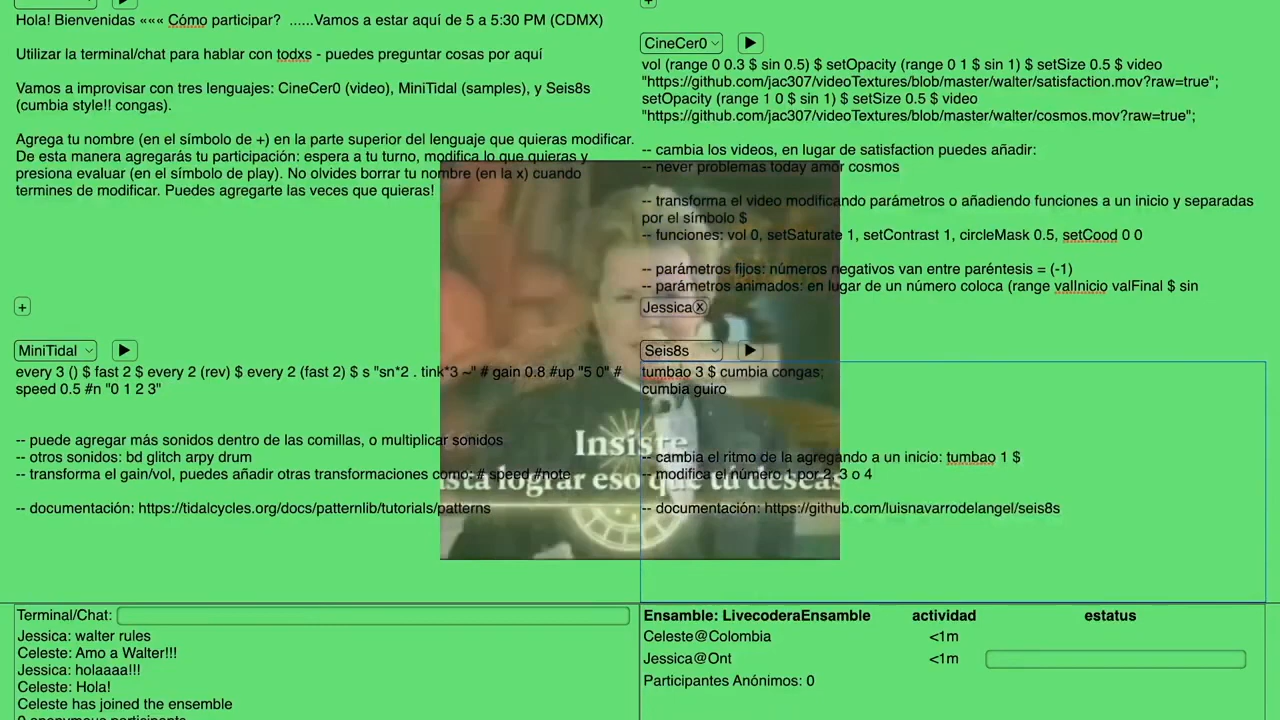 Hola! Bienvenidas ««« Cómo participar?  ......Vamos a estar aquí de 5 a 5:30 PM (CDMX)
Utilizar la terminal/chat para hablar con todxs - puedes preguntar cosas por aquí
Vamos a improvisar con tres lenguajes: CineCer0 (video), MiniTidal (samples), y Seis8s
(cumbia style!! congas).
Agrega tu nombre (en el símbolo de +) en la parte superior del lenguaje que quieras modificar.
De esta manera agregarás tu participación: espera a tu turno, modifica lo que quieras y
presiona evaluar (en el símbolo de play). No olvides borrar tu nombre (en la x) cuando
termines de modificar. Puedes agregarte las veces que quieras!
+
CineCer0
vol (range 0 0.3 $ sin 0.5) $ setOpacity (range 0 1 $ sin 1) $ setSize 0.5 $ video
"https://github.com/jac307/videoTextures/blob/master/walter/satisfaction.mov?raw=true";
setOpacity (range 1 0 $ sin 1) $ setSize 0.5 $ video
"https://github.com/jac307/videoTextures/blob/master/walter/cosmos.mov?raw=true";
-- cambia los videos, en lugar de satisfaction puedes añadir:
-- never problemas today amor cosmos
-- transforma el video modificando parámetros o añadiendo funciones a un inicio y separadas
por el símbolo $
-- funciones: vol 0, setSaturate 1, setContrast 1, circleMask 0.5, setCood 0 0
-- parámetros fijos: números negativos van entre paréntesis = (-1)
-- parámetros animados: en lugar de un número coloca (range valInicio valFinal $ sin
+
MiniTidal
every 3 () $ fast 2 $ every 2 (rev) $ every 2 (fast 2) $ s "sn*2 . tink*3 ~" # gain 0.8 #up "5 0" #
speed 0.5 #n "0 1 2 3"
-- puede agregar más sonidos dentro de las comillas, o multiplicar sonidos
-- otros sonidos: bd glitch arpy drum
-- transforma el gain/vol, puedes añadir otras transformaciones como: # speed #note
-- documentación: https://tidalcycles.org/docs/patternlib/tutorials/patterns
Jessica x
Seis8s
tumbao 3 $ cumbia congas;
cumbia guiro
-- cambia el ritmo de la agregando a un inicio: tumbao 1 $
-- modifica el número 1 por 2, 3 o 4
-- documentación: https://github.com/luisnavarrodelangel/seis8s
Insiste
sta lograr eso que tú deseas
Terminal/Chat:
Jessica: walter rules
Celeste: Amo a Walter!!!
Jessica: holaaaa!!!
Celeste: Hola!
Celeste has joined the ensemble
0 anonymous participants
Ensamble: LivecoderaEnsamble actividad estatus
Celeste@Colombia <1m
Jessica@Ont <1m
Participantes Anónimos: 0